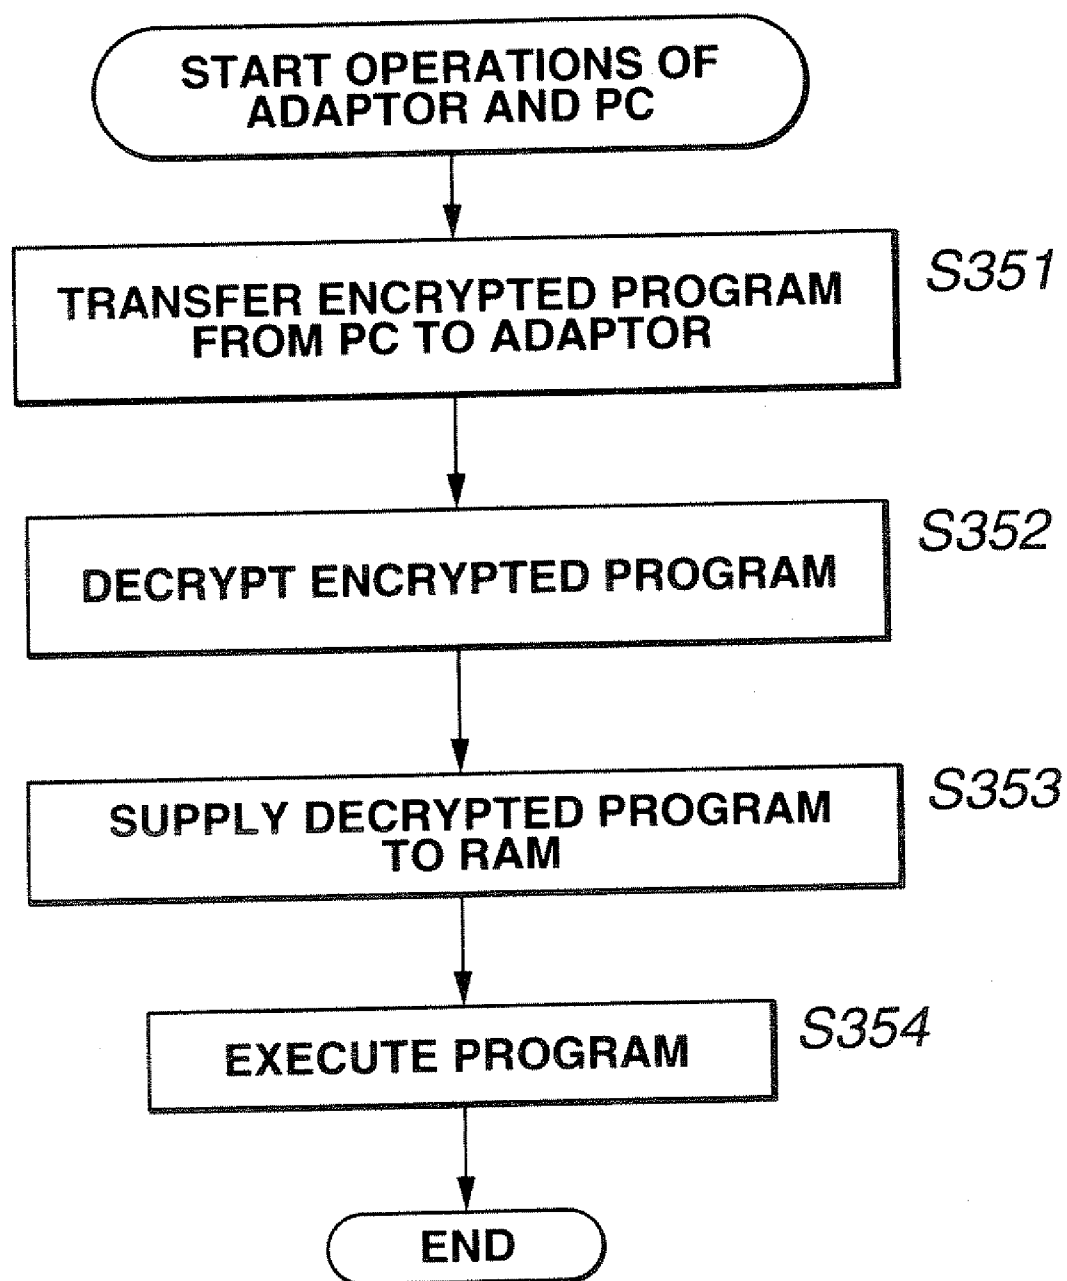 START OPERATIONS OF
ADAPTOR AND PC
TRANSFER ENCRYPTED PROGRAM
FROM PC TO ADAPTOR
S351
DECRYPT ENCRYPTED PROGRAM
S352
SUPPLY DECRYPTED PROGRAM
TO RAM
S353
EXECUTE PROGRAM
S354
END